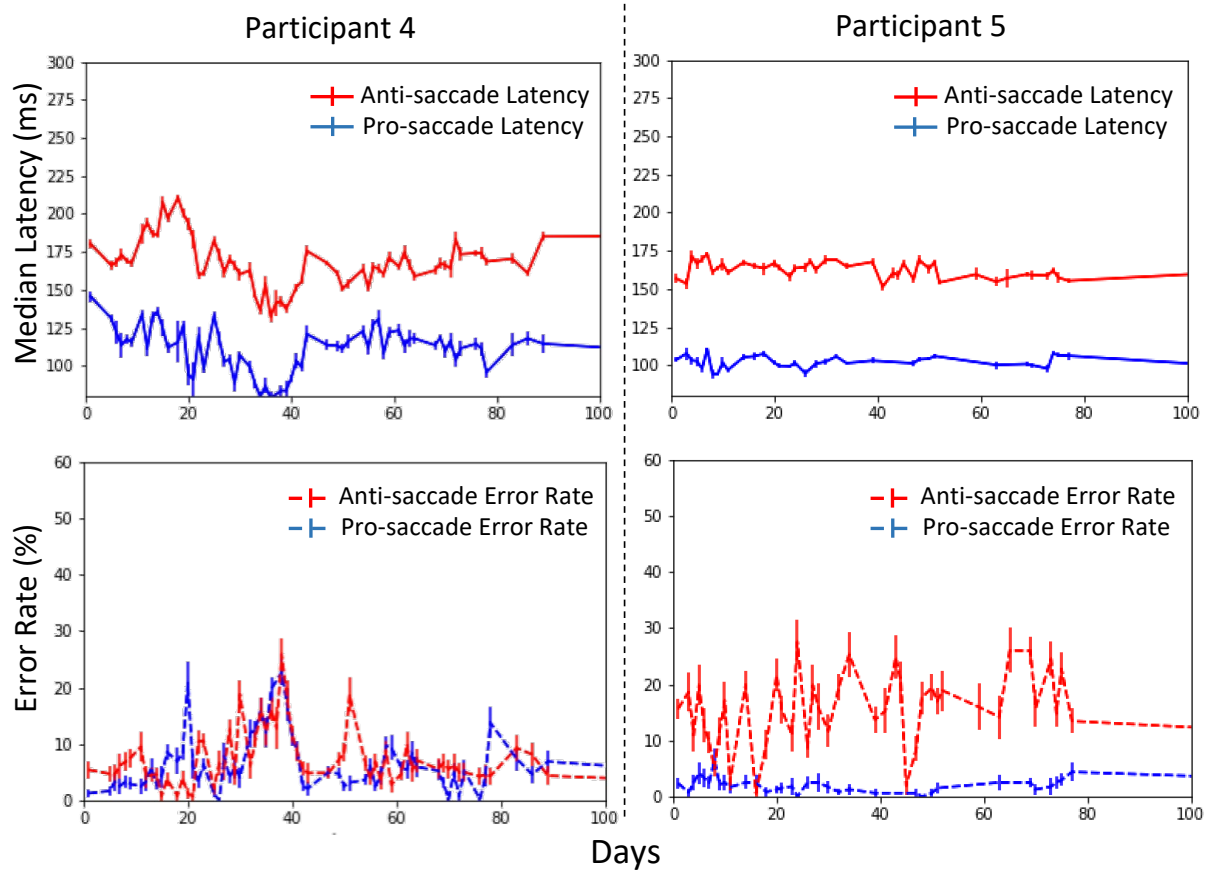 Participant 4
Participant 5
Median Latency (ms)
300
275
250
225
200
175
150
125
100
Anti-saccade Latency
Pro-saccade Latency
0 20 40 60 80 100
300
275
250
225
200
175
150
125
100
Anti-saccade Latency
Pro-saccade Latency
0 20 40 60 80 100
Error Rate (%)
60
50
40
30
20
10
0
Anti-saccade Error Rate
Pro-saccade Error Rate
0 20 40 60 80 100
60
50
40
30
20
10
0
Anti-saccade Error Rate
Pro-saccade Error Rate
0 20 40 60 80 100
Days